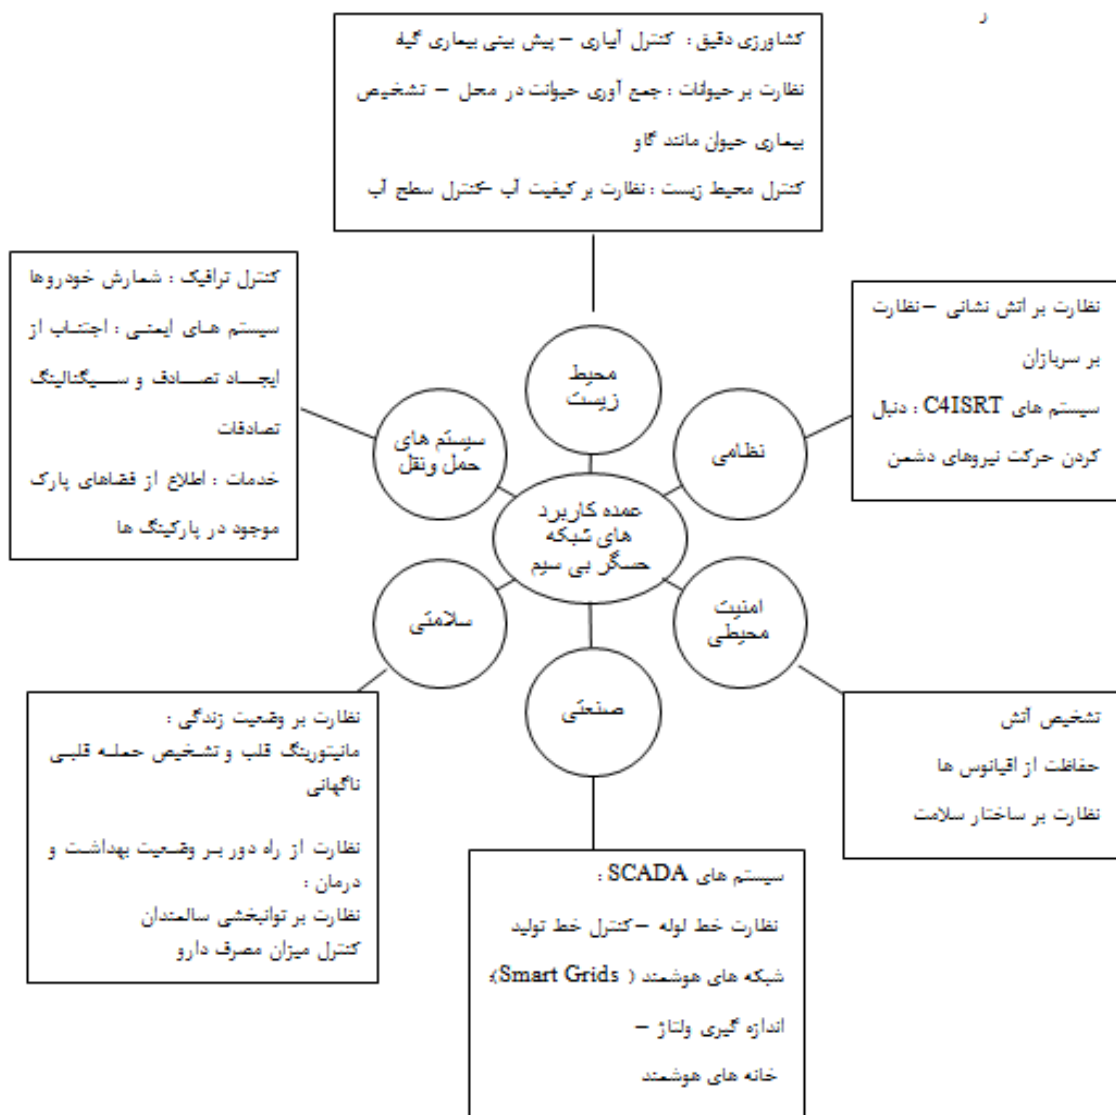 ر
کشاورزی دقیق : کنترل آبیاری – پیش بینی بیماری گیاه
نظارت بر حیوانات : جمع آوری حیوانت در محل – تشخیص
بیماری حیوان مانند گاو
کنترل محیط زیست : نظارت بر کیفیت آب –کنترل سطح آب
کنترل ترافیک : شمارش خودروها
سیستم های ایمنی : اجتناب از
ایجاد تصادف و سیگنالینگ
تصادفات
خدمات : اطلاع از فضاهای پارک
موجود در پارکینگ ها
نظارت بر آتش نشانی –نظارت
بر سربازان
سیستم های C4ISRT : دنبال
کردن حرکت نیروهای دشمن
محیط
زیست
سیستم های
حمل ونقل
نظامی
عمده کاربرد
های شبکه
حسگر بی سیم
سلامتی
امنیت
محیطی
صنعتی
نظارت بر وضعیت زندگی :
مانیتورینگ قلب و تشخیص حمله قلبی
ناگهانی
نظارت از راه دور بر وضعیت بهداشت و
درمان :
نظارت بر توانبخشی سالمندان
کنترل میزان مصرف دارو
تشخیص آتش
حفاظت از اقیانوس ها
نظارت بر ساختار سلامت
سیستم های SCADA :
نظارت خط لوله –کنترل خط تولید
شبکه های هوشمند ( Smart Grids):
اندازه گیری ولتاژ –
خانه های هوشمند